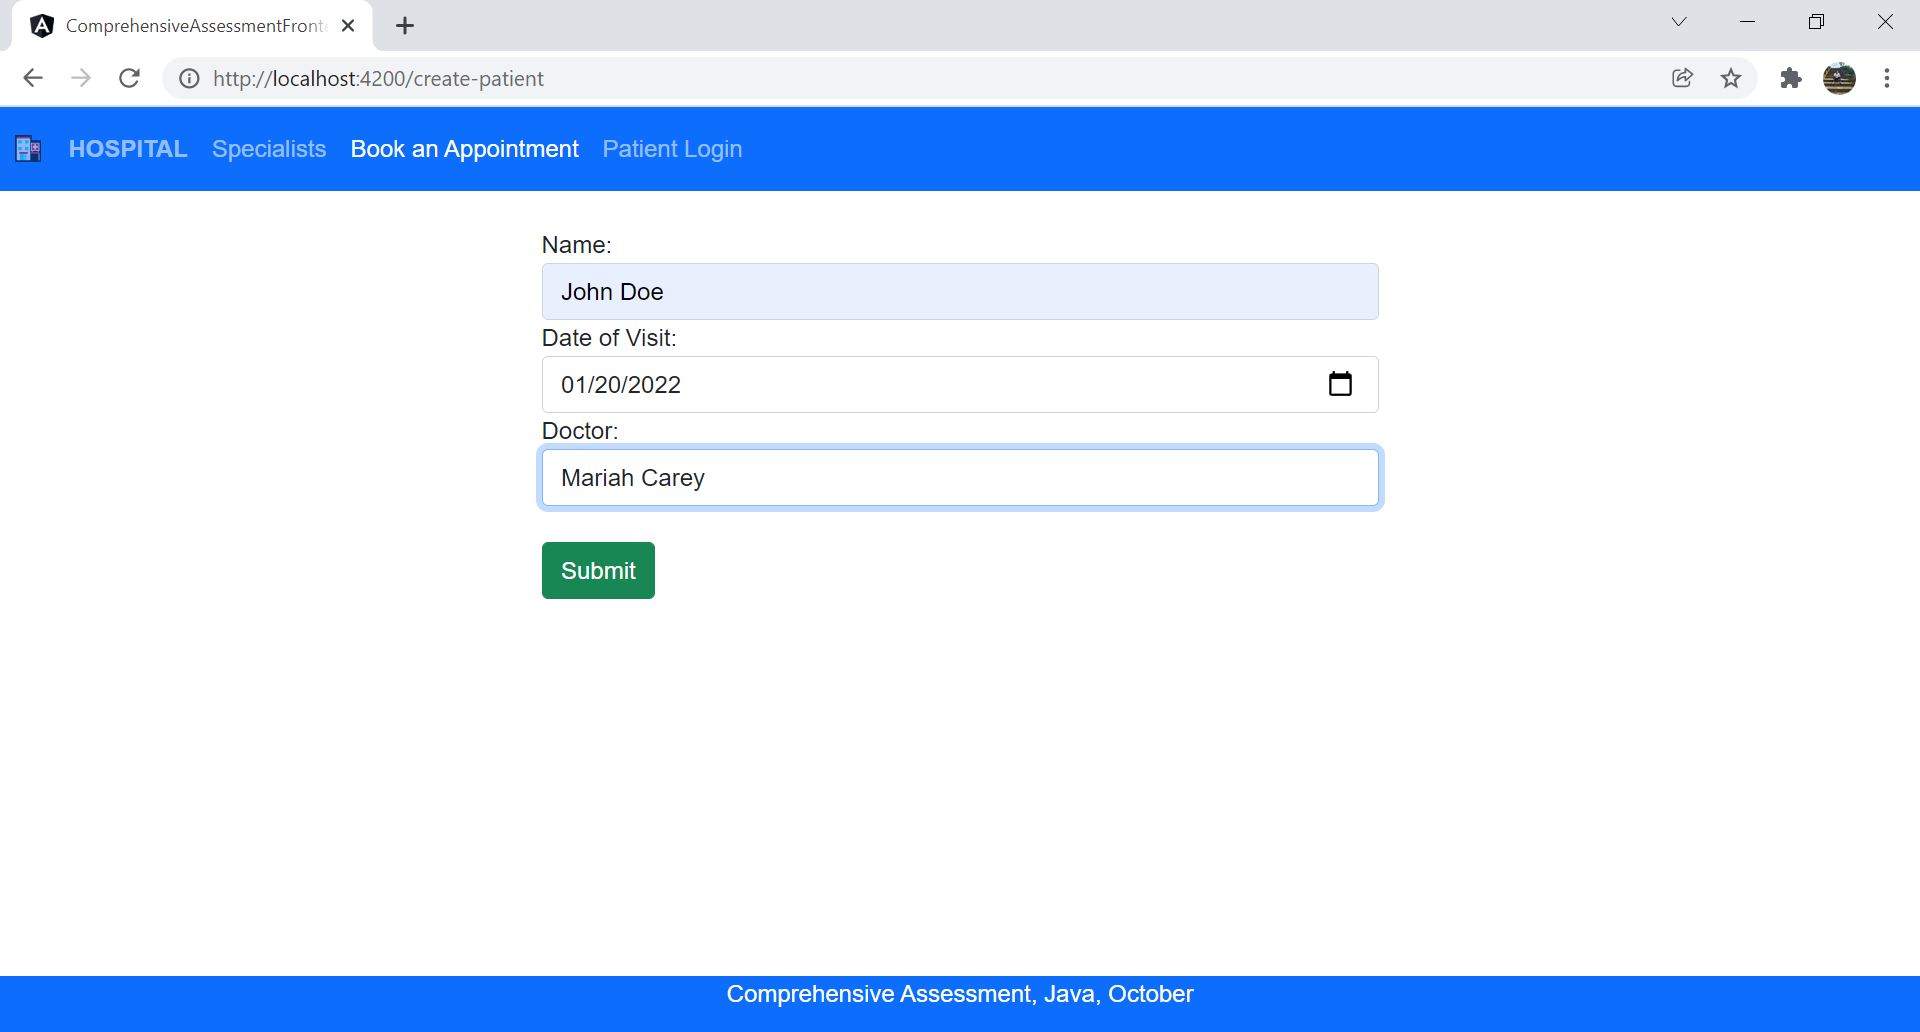 ComprehensiveAssessmentFront
http://localhost:4200/create-patient
HOSPITAL Specialists Book an Appointment Patient Login
Name:
John Doe
Date of Visit:
01/20/2022
Doctor:
Mariah Carey
Submit
Comprehensive Assessment, Java, October